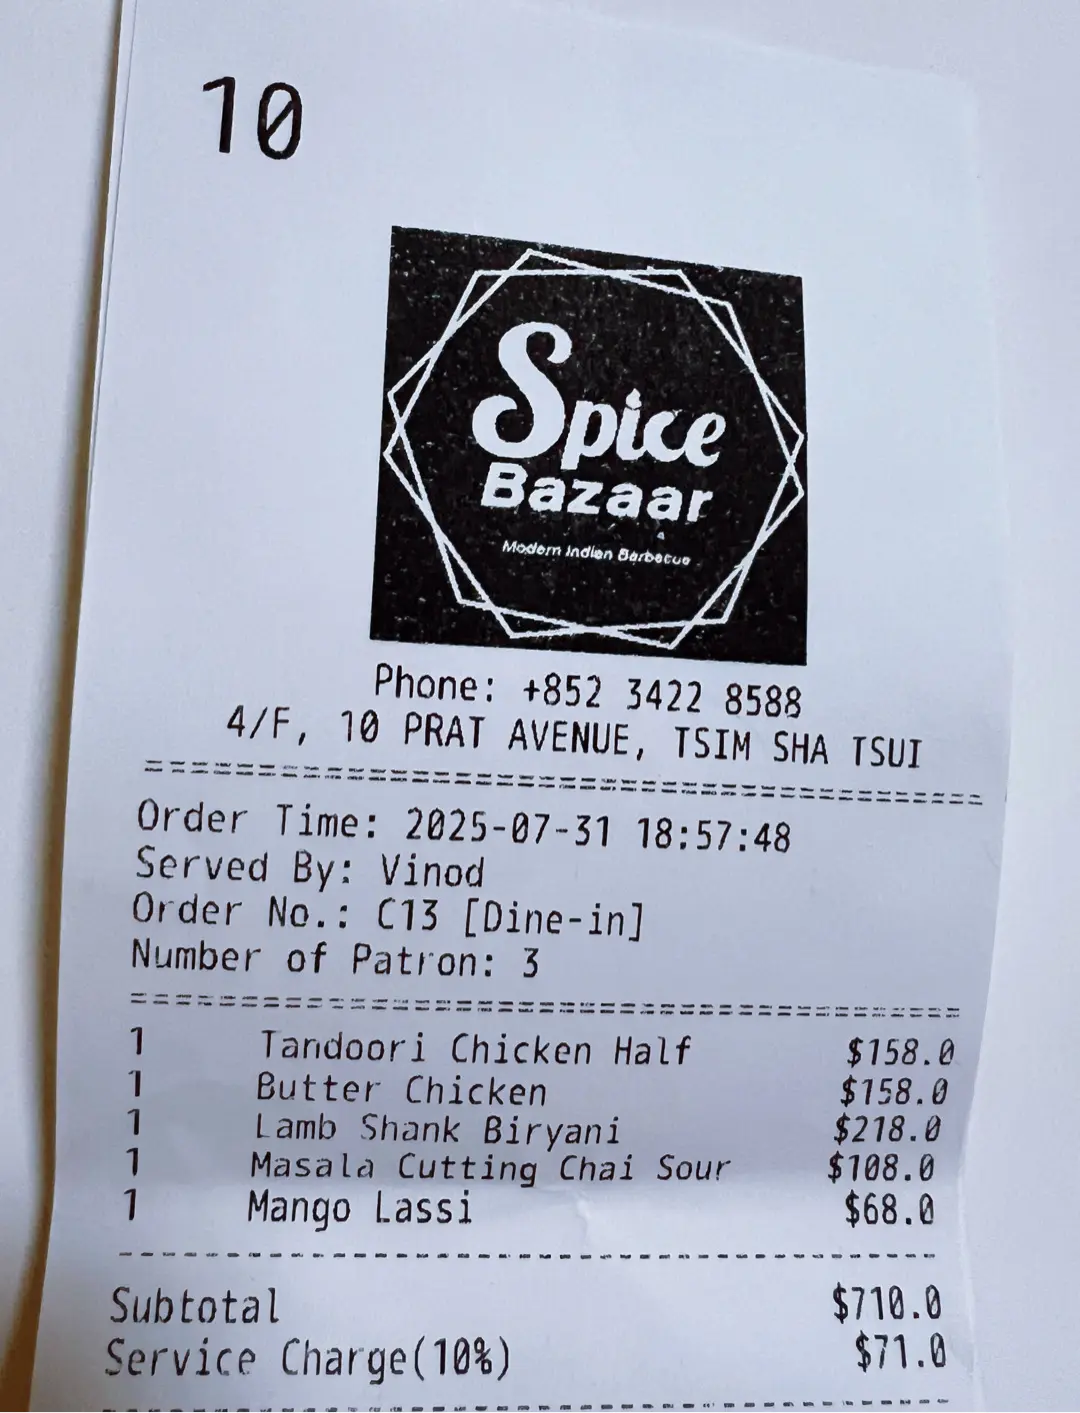 10
Spice
Bazaar
Modern Indian Barbecue
Phone: +852 3422 8588
4/F, 10 PRAT AVENUE, TSIM SHA TSUI
Order Time: 2025-07-31 18:57:48
Served By: Vinod
Order No.: C13 [Dine-in]
Number of Patron: 3
1 Tandoori Chicken Half $158.0
1 Butter Chicken $158.0
1 Lamb Shank Biryani $218.0
1 Masala Cutting Chai Sour $108.0
1 Mango Lassi $68.0
Subtotal $710.0
Service Charge(10%) $71.0